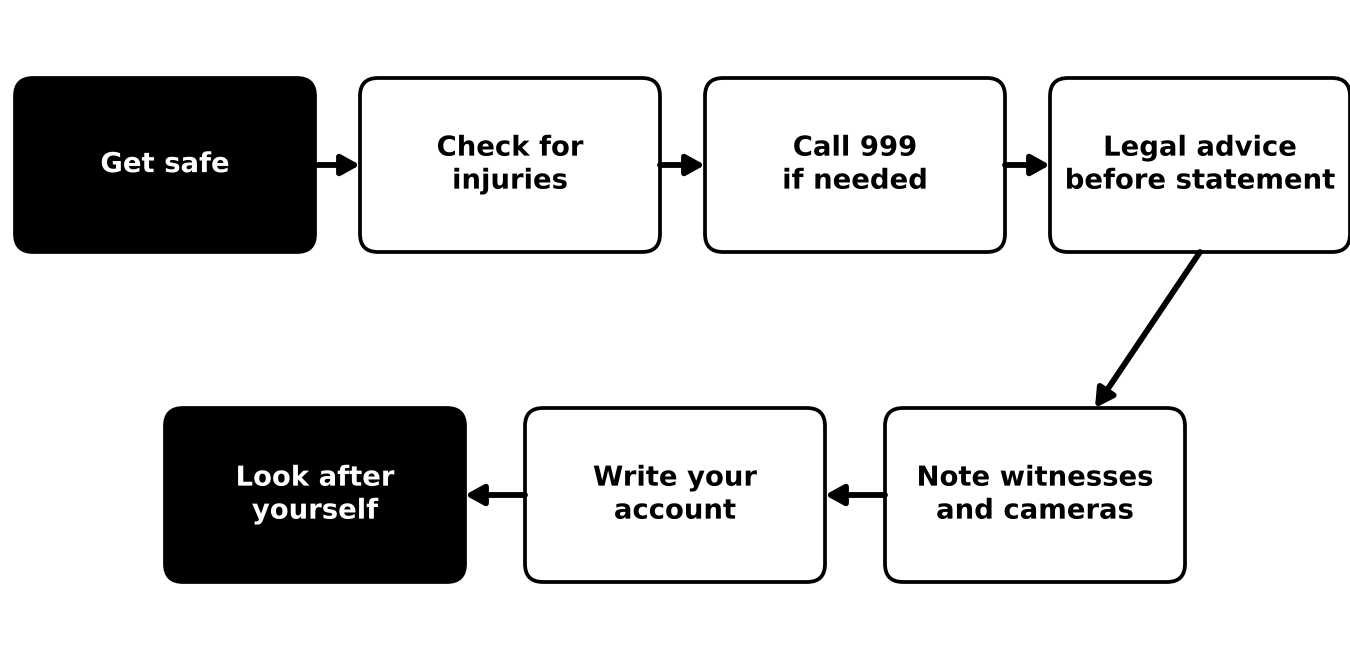 Get safe
Check for
injuries
Call 999
if needed
Legal advice
before statement
Note witnesses
and cameras
Write your
account
Look after
yourself